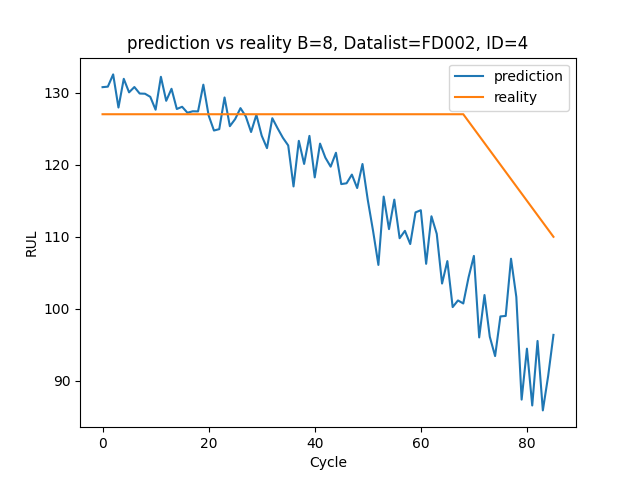 prediction vs reality B=8, Datalist=FD002, ID=4
prediction
reality
130
120
110
100
90
RUL
0 20 40 60 80
Cycle